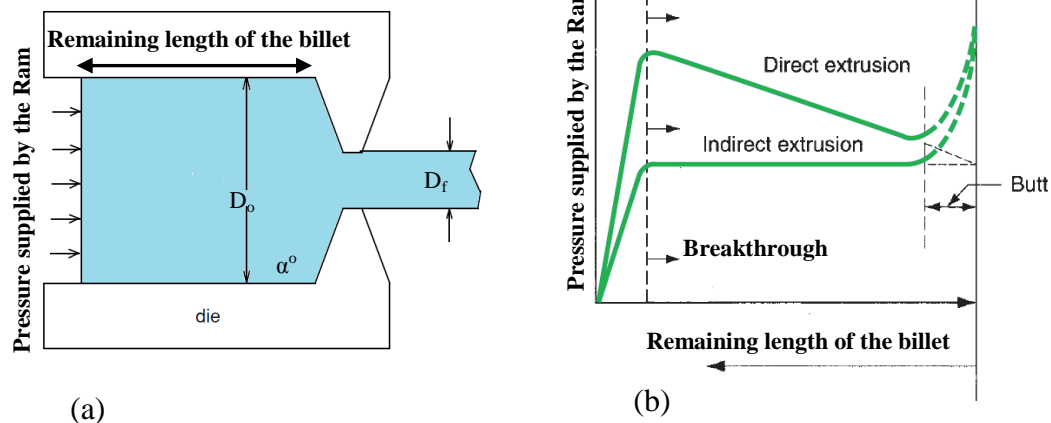 Pressure supplied by the Ram
Remaining length of the billet
Dₒ
D_f
αᵒ
die
(a)
Pressure supplied by the Ram
Direct extrusion
Indirect extrusion
Butt
Breakthrough
Remaining length of the billet
(b)